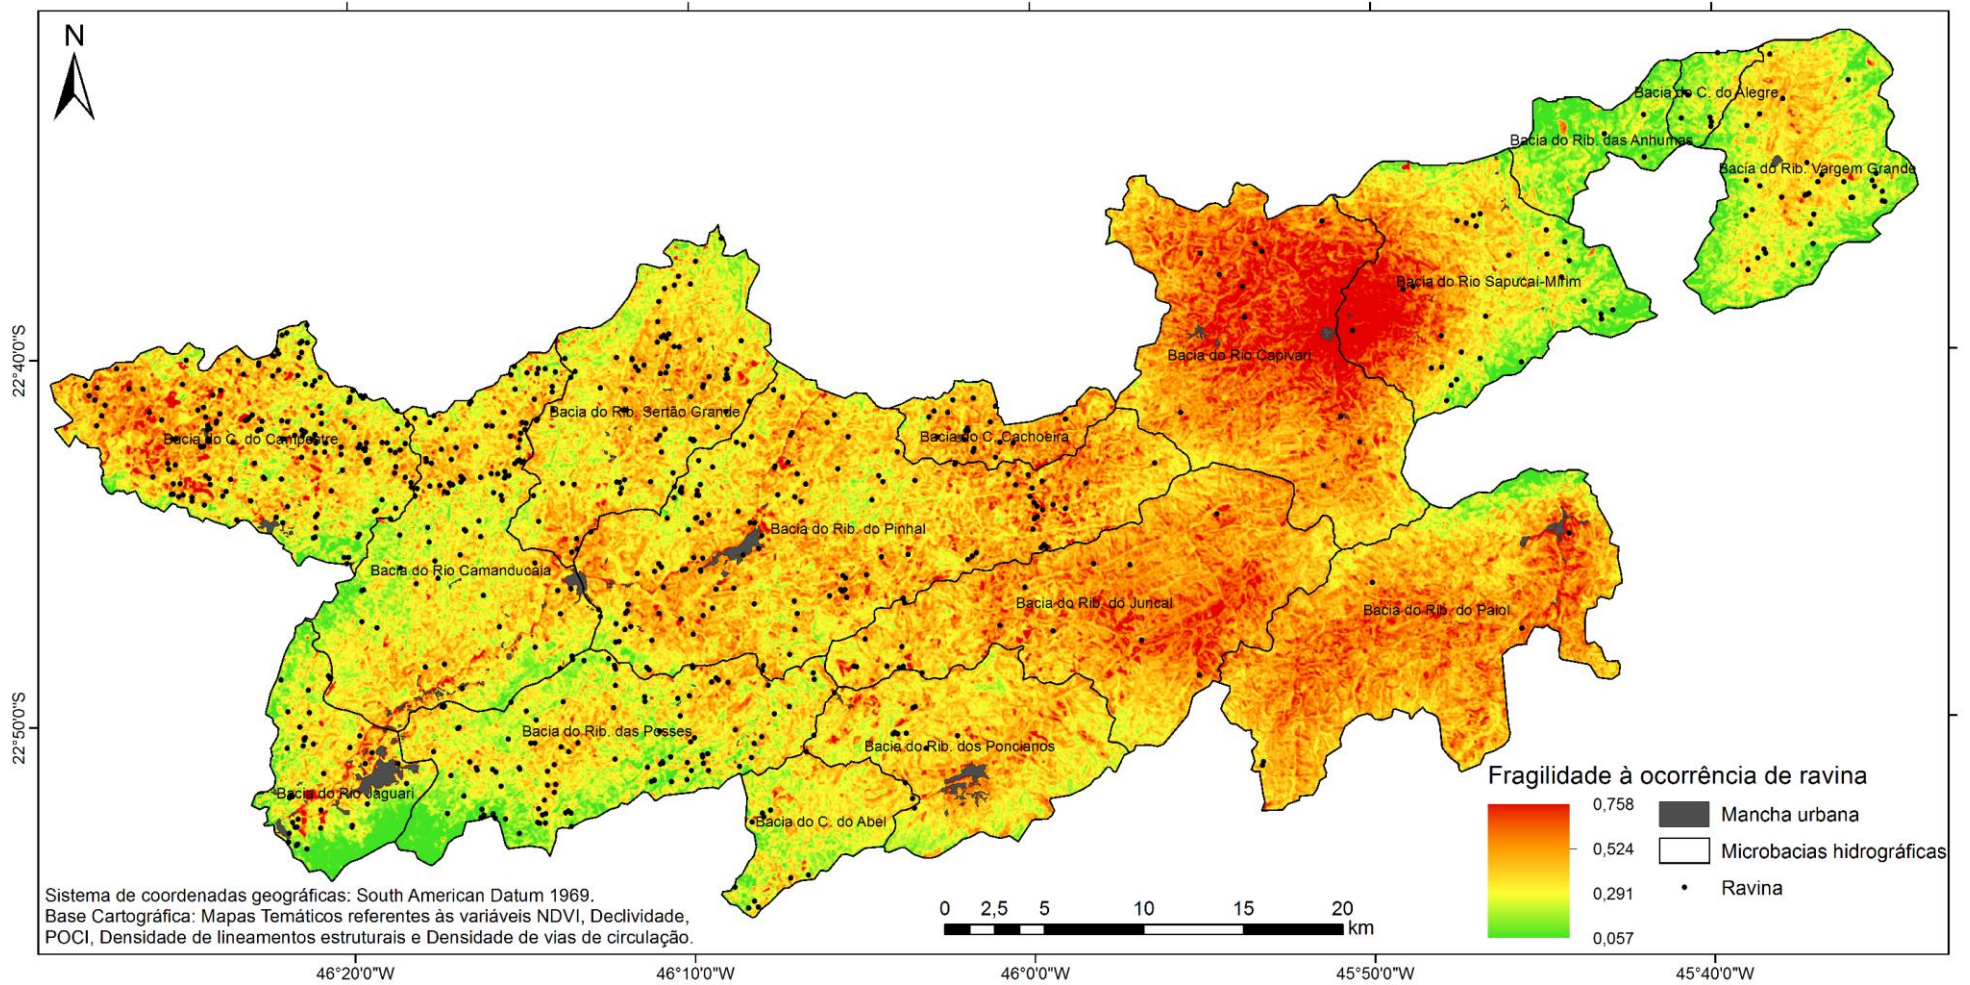 N
Bacia do C. do Alegre
Bacia do Rib. das Anhumas
Bacia do Rib. Vargem Grande
Bacia do Rio Sapucaí-Mirim
Bacia do Rio Capivari
22°40'0"S
Bacia do Rib. Sertão Grande
Bacia do C. do Campestre
Bacia do C. Cachoeira
Bacia do Rib. do Pinhal
Bacia do Rio Camanducaia
Bacia do Rib. do Juncal
Bacia do Rib. do Paiol
22°50'0"S
Bacia do Rib. das Posses
Bacia do Rib. dos Poncianos
Bacia do Rio Jaguari
Bacia do C. do Abel
Fragilidade à ocorrência de ravina
0,758
0,524
0,291
0,057
Mancha urbana
Microbacias hidrográficas
Ravina
Sistema de coordenadas geográficas: South American Datum 1969.
Base Cartográfica: Mapas Temáticos referentes às variáveis NDVI, Declividade,
POCI, Densidade de lineamentos estruturais e Densidade de vias de circulação.
0 2,5 5 10 15 20
km
46°20'0"W 46°10'0"W 46°0'0"W 45°50'0"W 45°40'0"W